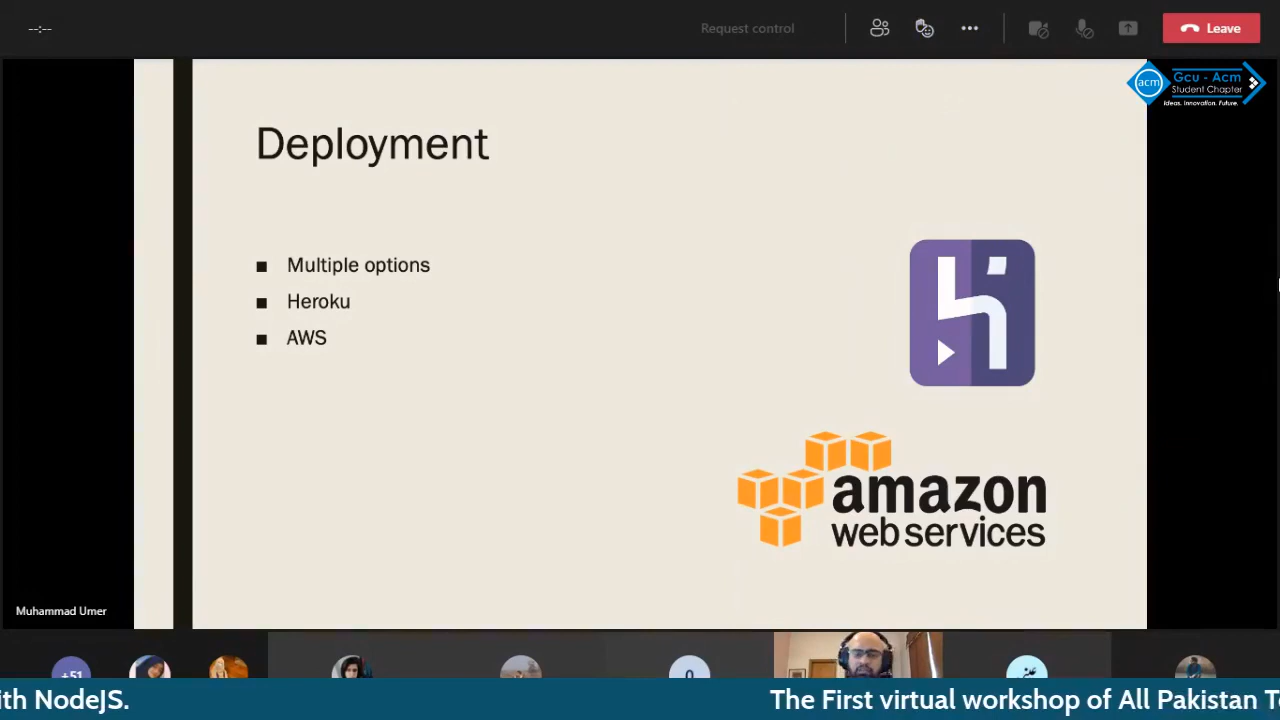 --:--
Request control
Leave
acm
Gcu - Acm
Student Chapter
Ideas. Innovation. Future.
Deployment
Multiple options
Heroku
AWS
amazon
web services
Muhammad Umer
+51
ith NodeJS.
The First virtual workshop of All Pakistan T